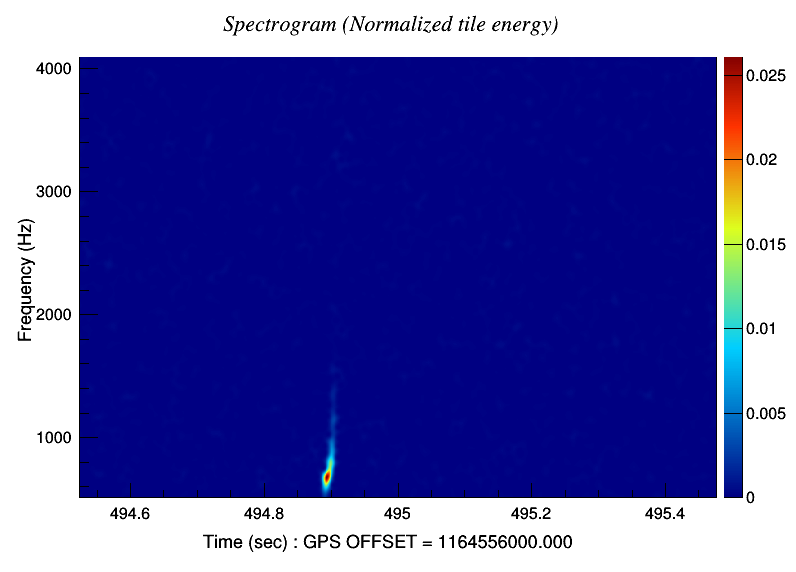 Spectrogram (Normalized tile energy)
4000
3000
2000
1000
Frequency (Hz)
0.025
0.02
0.015
0.01
0.005
0
494.6 494.8 495 495.2 495.4
Time (sec) : GPS OFFSET = 1164556000.000